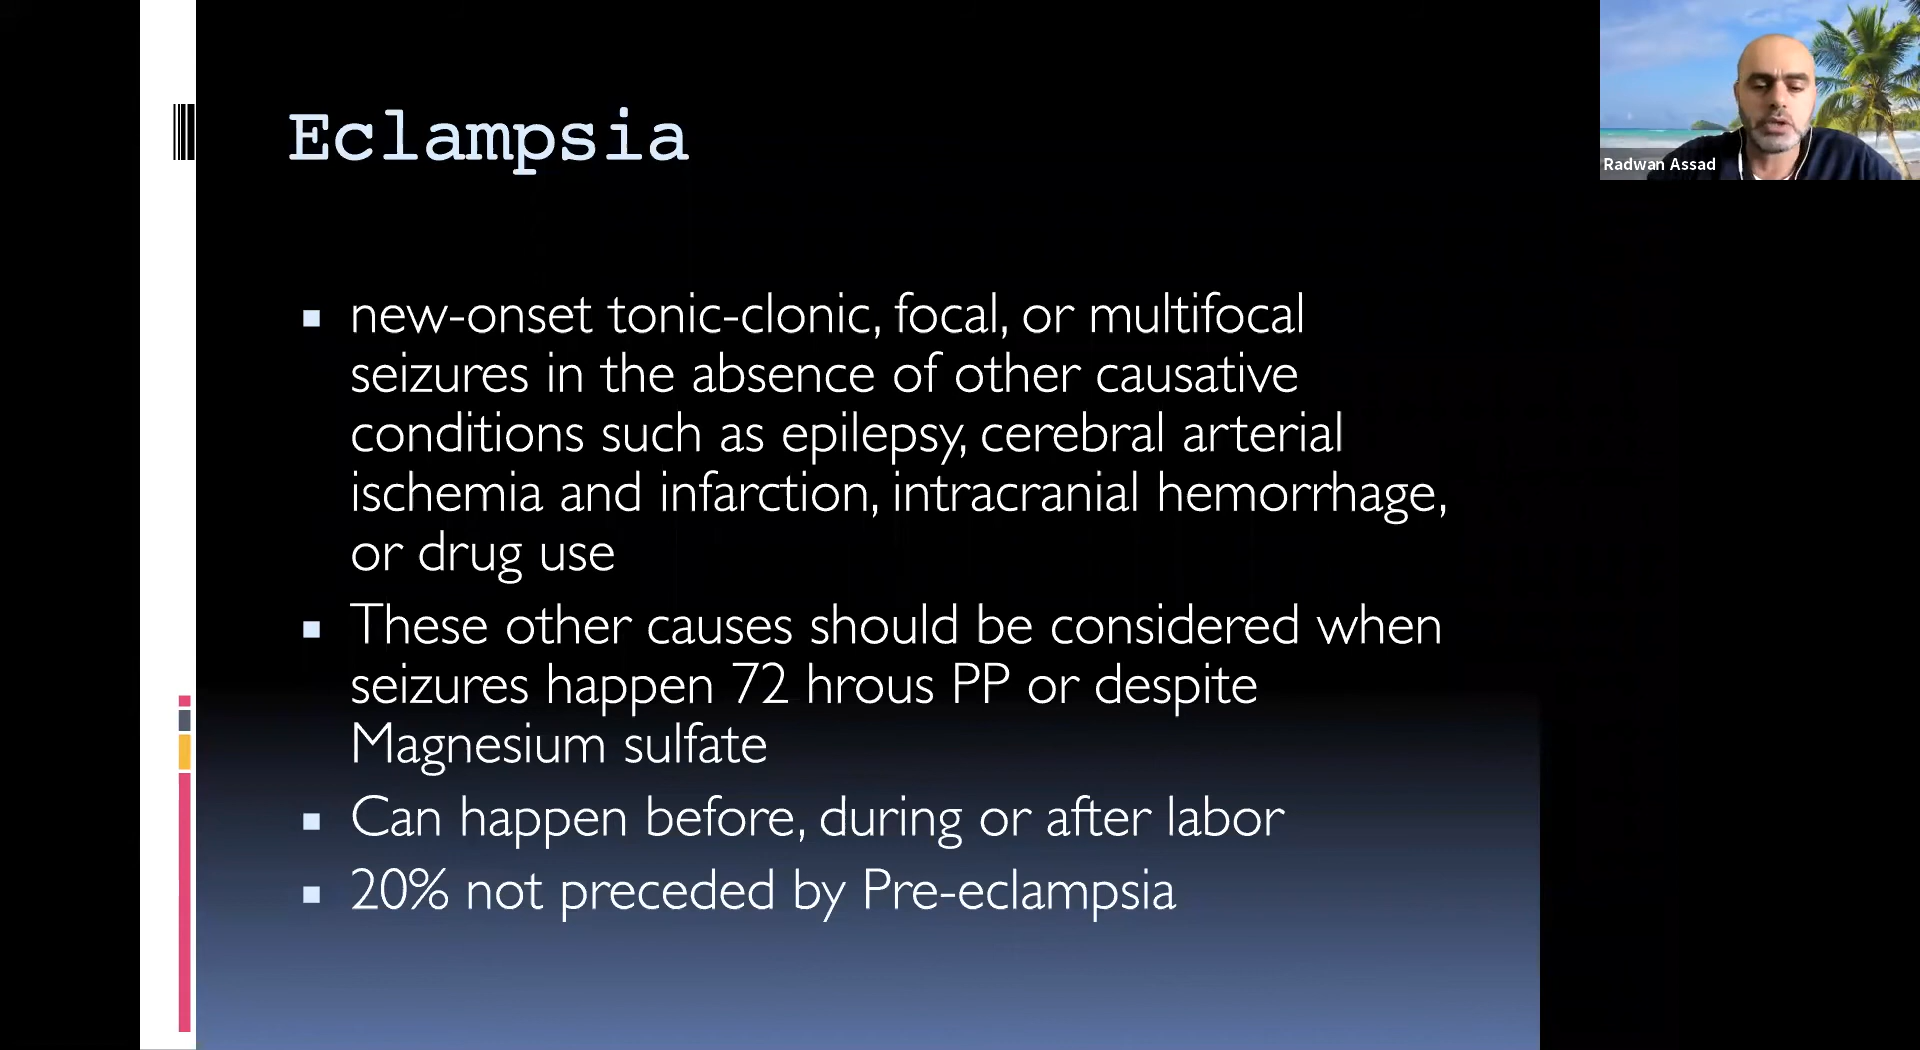 Eclampsia
Radwan Assad
new-onset tonic-clonic, focal, or multifocal
seizures in the absence of other causative
conditions such as epilepsy, cerebral arterial
ischemia and infarction, intracranial hemorrhage,
or drug use
These other causes should be considered when
seizures happen 72 hrous PP or despite
Magnesium sulfate
Can happen before, during or after labor
20% not preceded by Pre-eclampsia